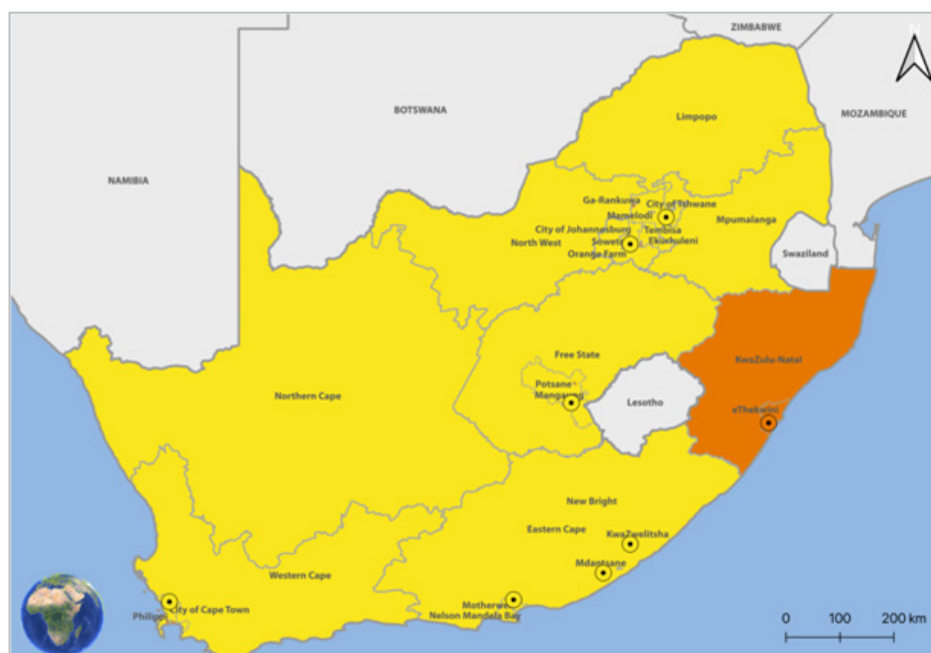 ZIMBABWE
N
BOTSWANA
MOZAMBIQUE
Limpopo
NAMIBIA
Ga-Rankuwa
City of Tshwane
Mamelodi
Mpumalanga
City of Johannesburg
Tembisa
North West
Soweto
Ekurhuleni
Orange Farm
Swaziland
Free State
KwaZulu-Natal
Potsane
Mangaung
Northern Cape
Lesotho
eThekwini
New Bright
Eastern Cape
KwaZwelitsha
Mdantsane
Western Cape
Motherwell
City of Cape Town
Nelson Mandela Bay
Philippi
0 100 200 km